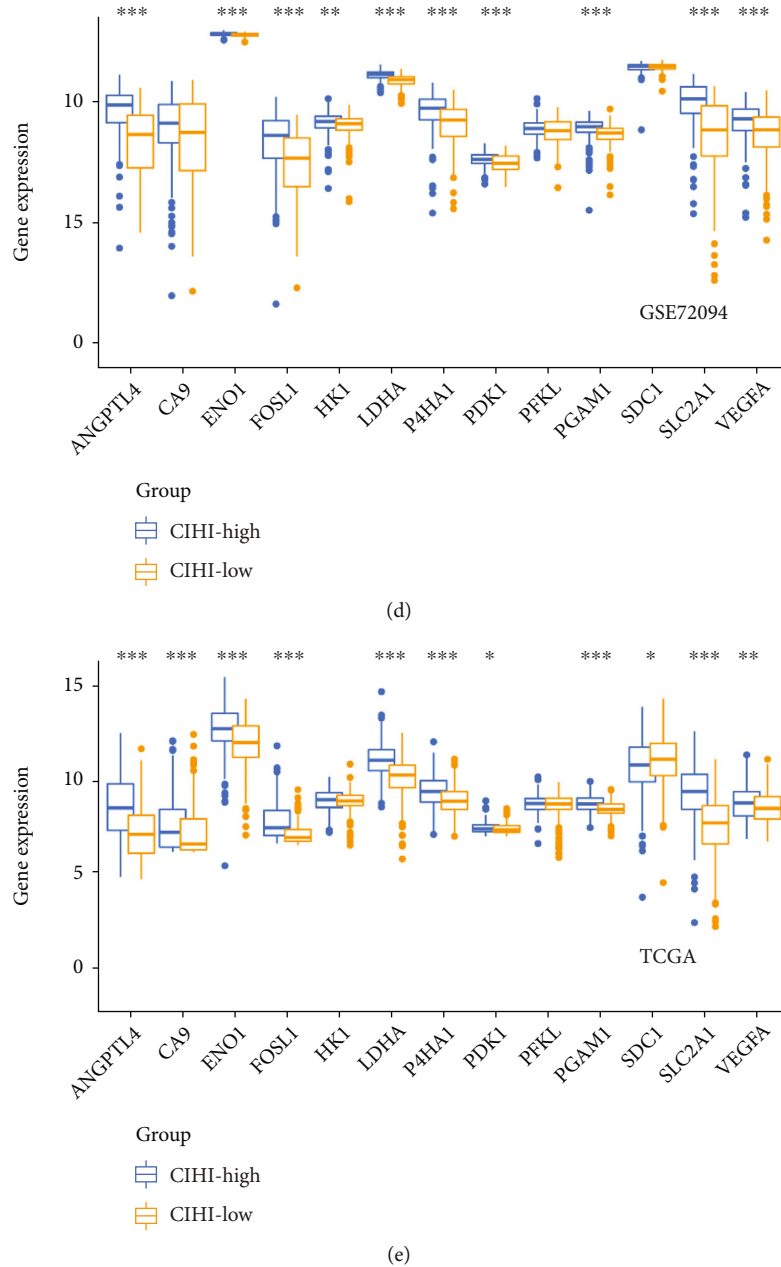 *** *** *** ** *** *** *** *** *** ***
Gene expression
10
15
0
GSE72094
ANGPTL4 CA9 ENO1 FOSL1 HK1 LDHA P4HA1 PDK1 PFKL PGAM1 SDC1 SLC2A1 VEGFA
Group
CIHI-high
CIHI-low
(d)
*** *** *** *** *** *** * *** * *** **
Gene expression
15
10
5
0
TCGA
ANGPTL4 CA9 ENO1 FOSL1 HK1 LDHA P4HA1 PDK1 PFKL PGAM1 SDC1 SLC2A1 VEGFA
Group
CIHI-high
CIHI-low
(e)